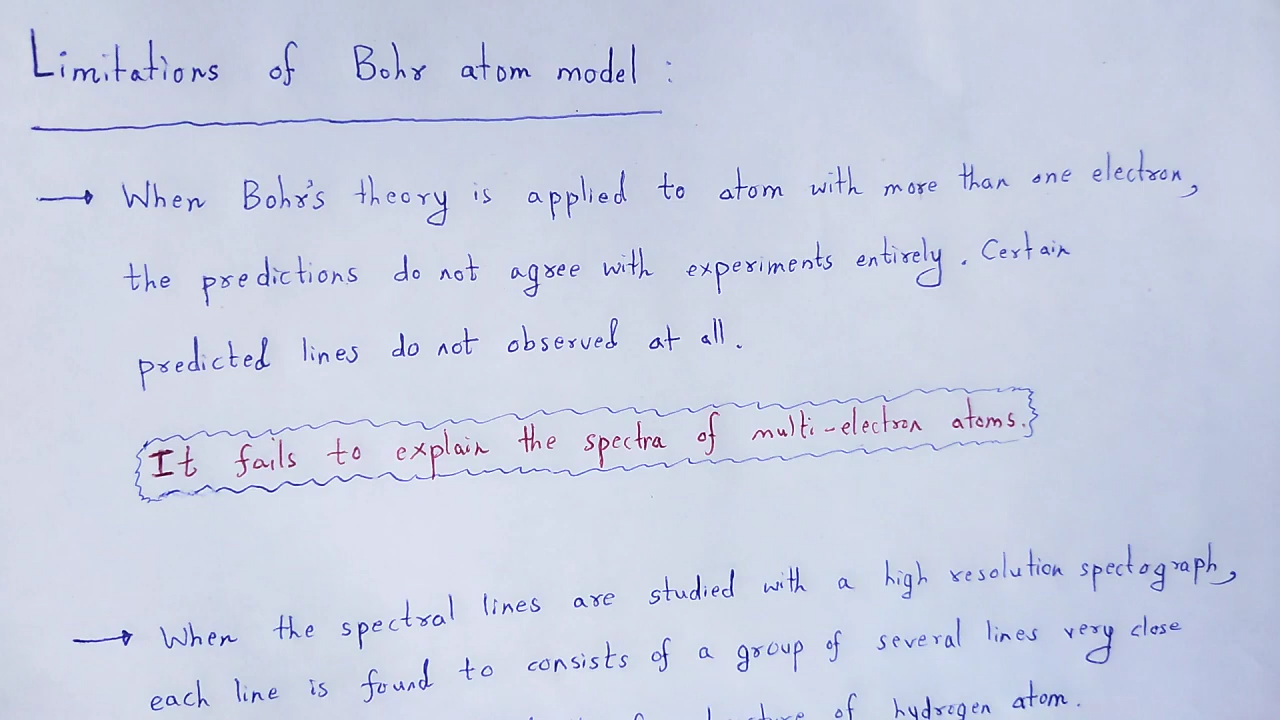 Limitations of Bohr atom model :
→ When Bohr's theory is applied to atom with more than one electron,
the predictions do not agree with experiments entirely. Certain
predicted lines do not observed at all.
It fails to explain the spectra of multi-electron atoms.
→ When the spectral lines are studied with a high resolution spectograph,
each line is found to consists of a group of several lines very close
of hydrogen atom.